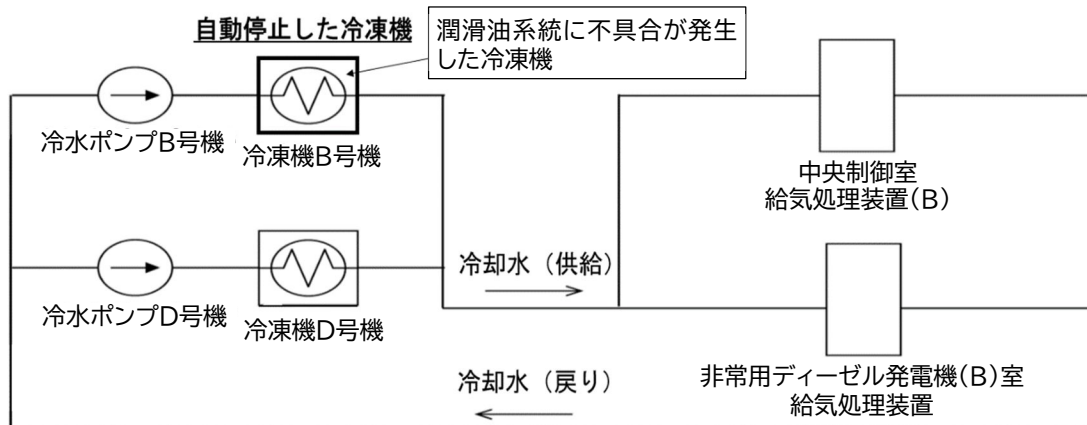 自動停止した冷凍機
潤滑油系統に不具合が発生
した冷凍機
冷水ポンプB号機
冷凍機B号機
中央制御室
給気処理装置(B)
冷却水（供給）
冷水ポンプD号機
冷凍機D号機
冷却水（戻り）
非常用ディーゼル発電機(B)室
給気処理装置